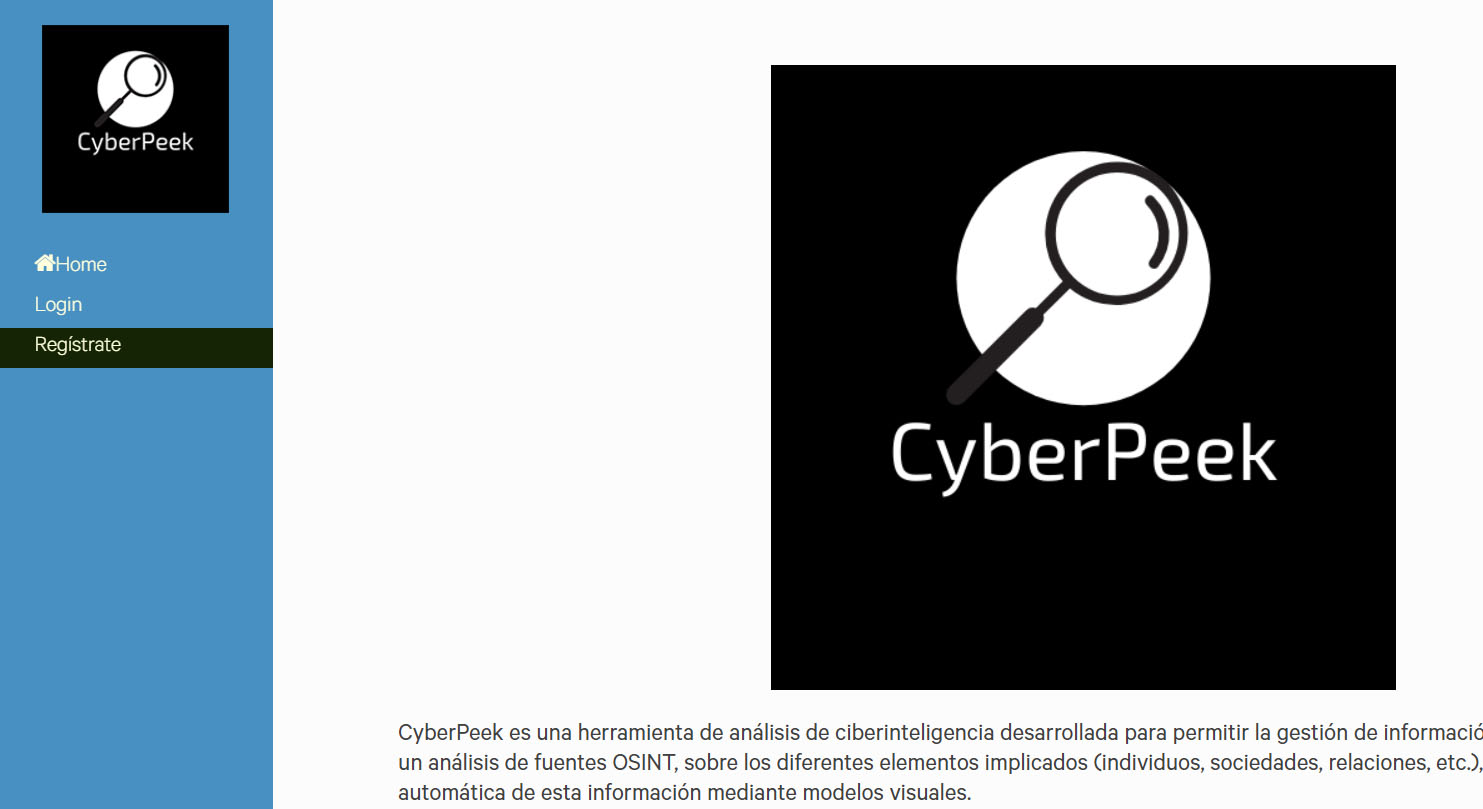 CyberPeek
Home
Login
Regístrate
CyberPeek
CyberPeek es una herramienta de análisis de ciberinteligencia desarrollada para permitir la gestión de informació
un análisis de fuentes OSINT, sobre los diferentes elementos implicados (individuos, sociedades, relaciones, etc.),
automática de esta información mediante modelos visuales.